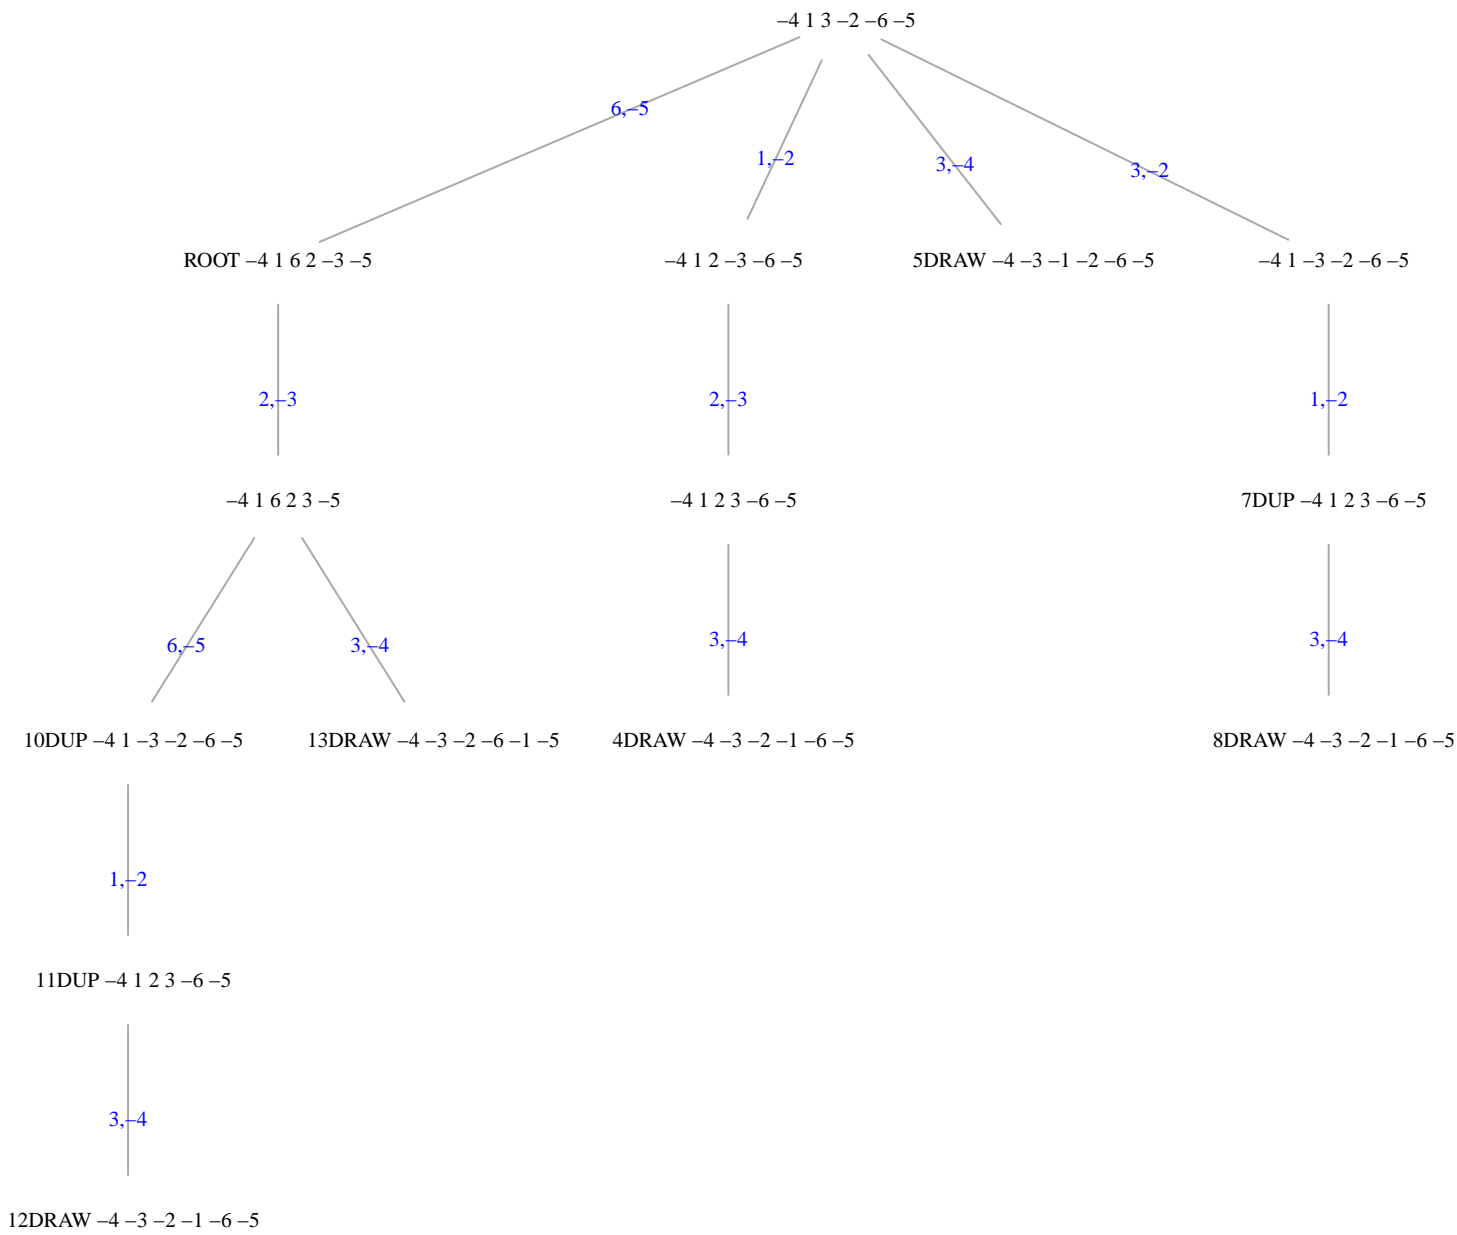 −4 1 3 −2 −6 −5
6,−5
1,−2
3,−4
3,−2
ROOT −4 1 6 2 −3 −5
−4 1 2 −3 −6 −5
5DRAW −4 −3 −1 −2 −6 −5
−4 1 −3 −2 −6 −5
2,−3
2,−3
1,−2
−4 1 6 2 3 −5
−4 1 2 3 −6 −5
7DUP −4 1 2 3 −6 −5
6,−5
3,−4
3,−4
3,−4
10DUP −4 1 −3 −2 −6 −5
13DRAW −4 −3 −2 −6 −1 −5
4DRAW −4 −3 −2 −1 −6 −5
8DRAW −4 −3 −2 −1 −6 −5
1,−2
11DUP −4 1 2 3 −6 −5
3,−4
12DRAW −4 −3 −2 −1 −6 −5